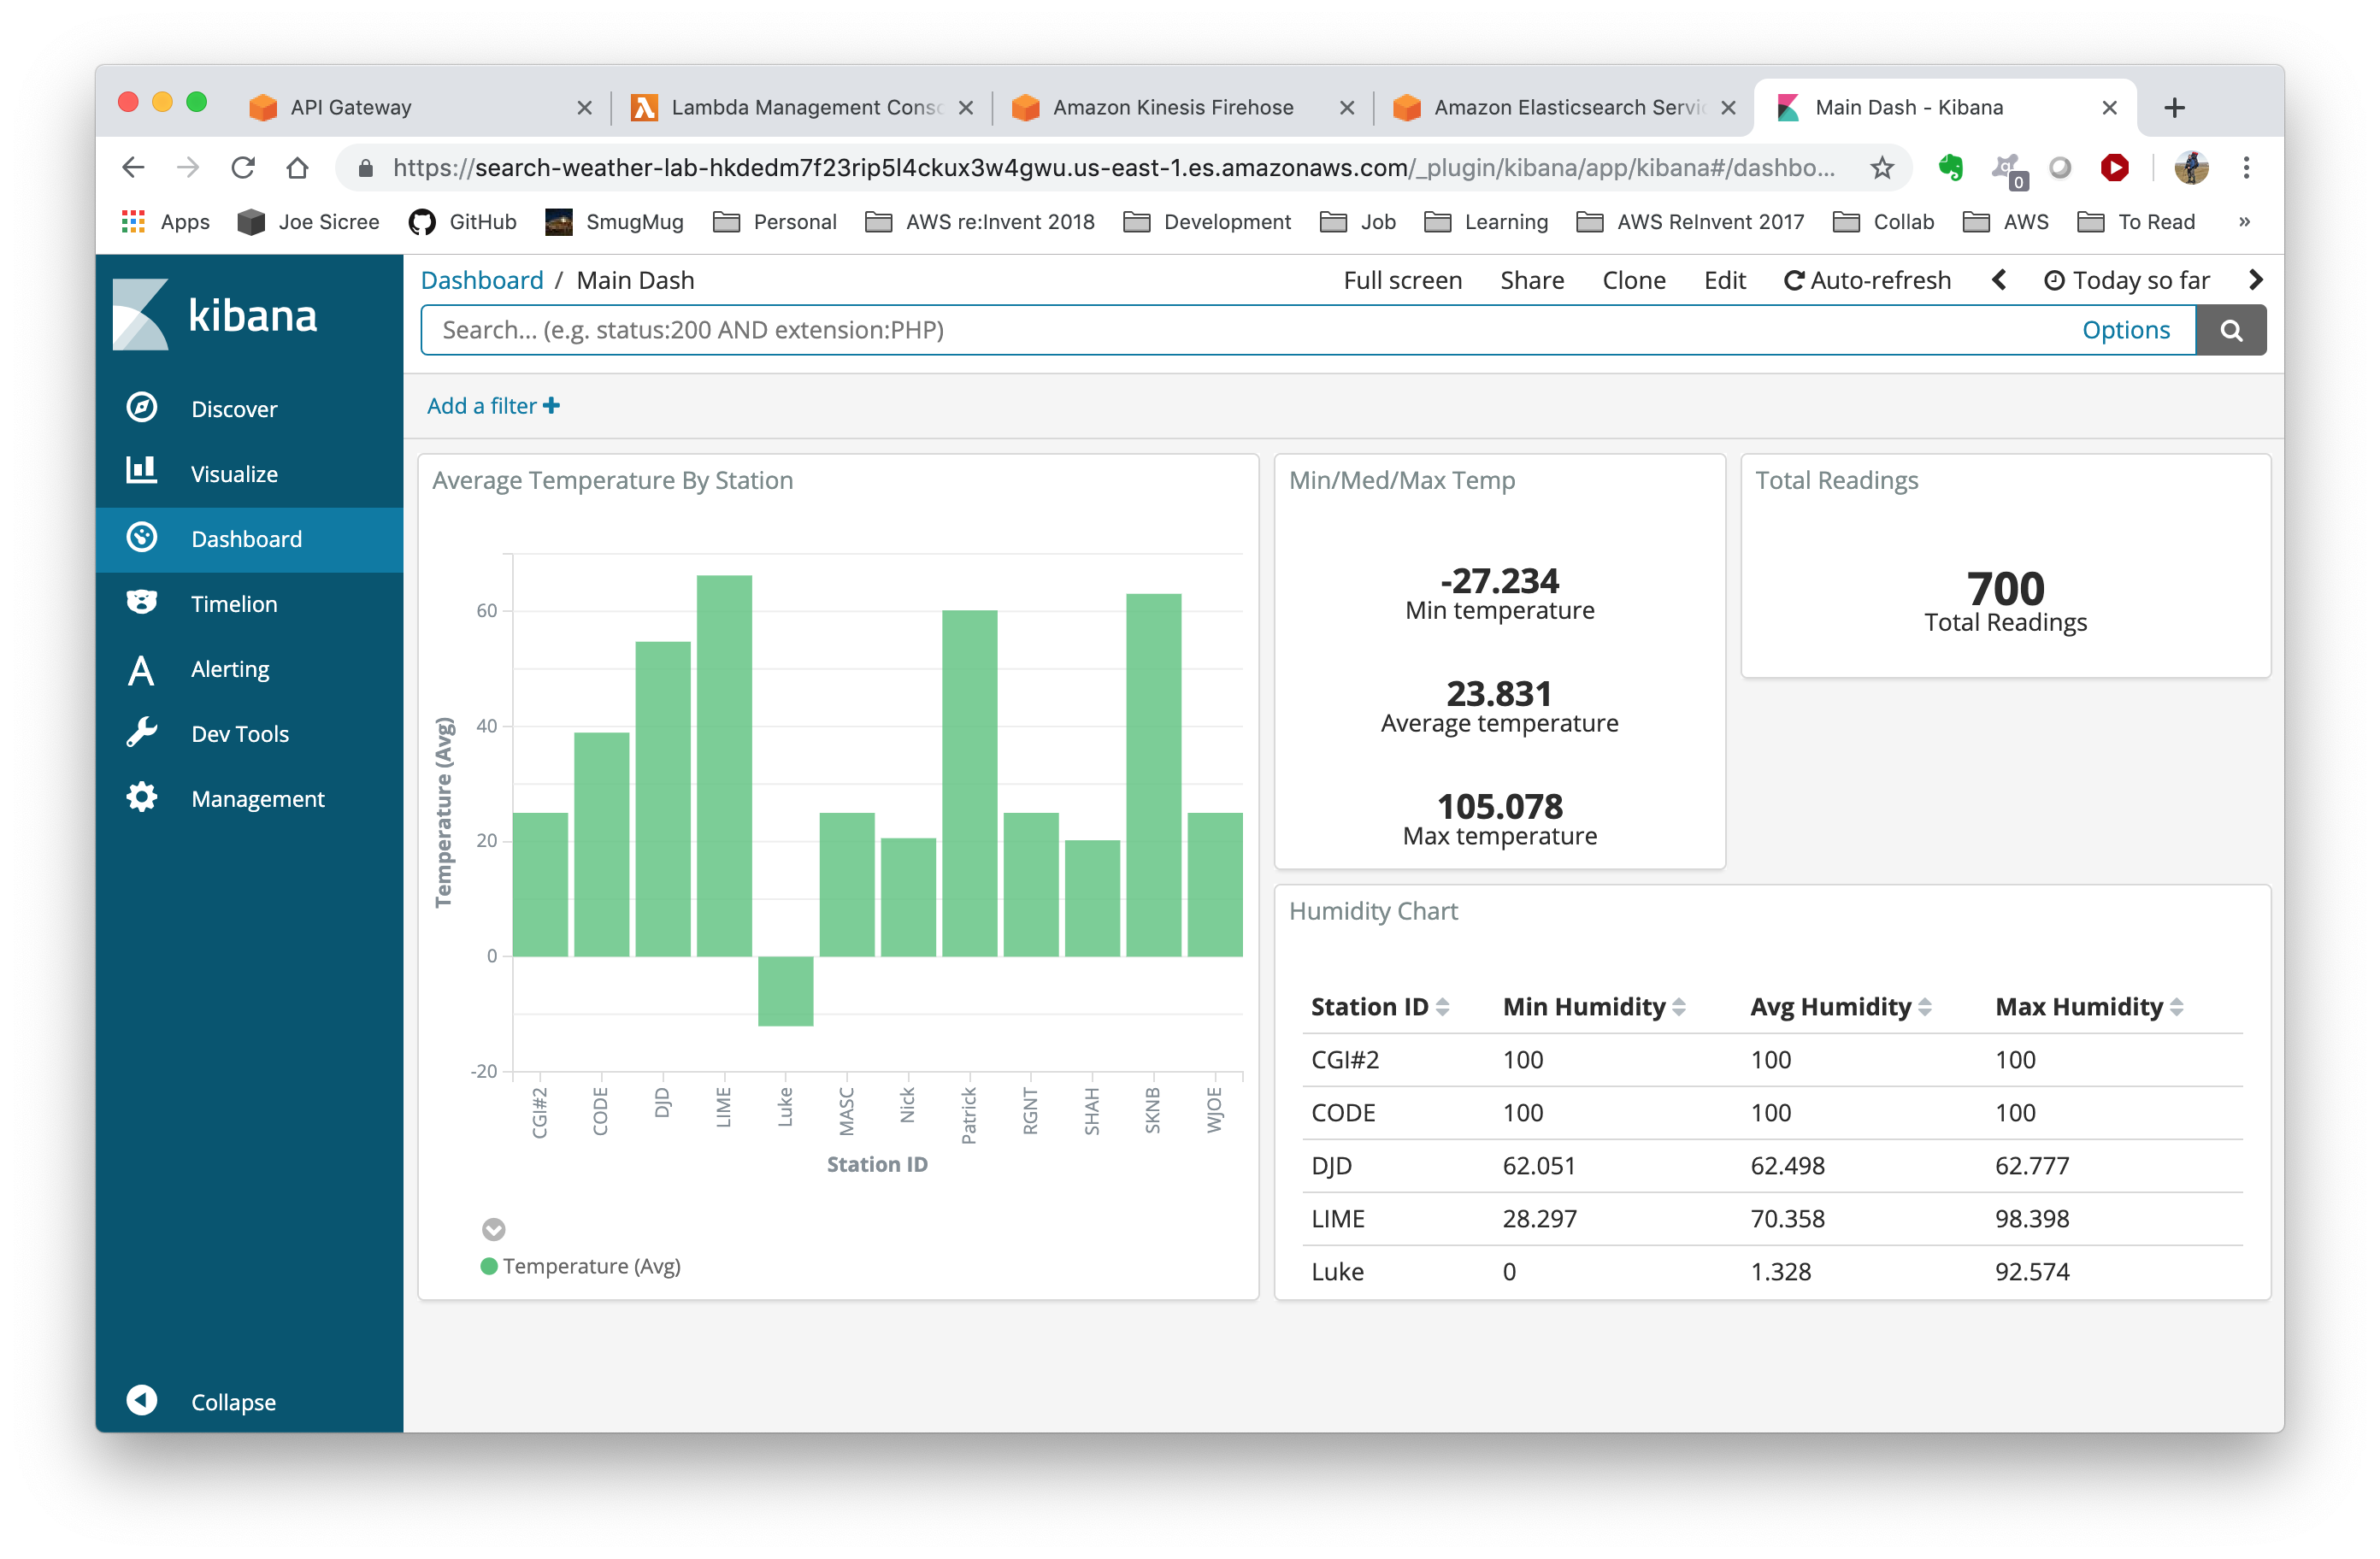 API Gateway
Lambda Management Conso
Amazon Kinesis Firehose
Amazon Elasticsearch Servic
Main Dash - Kibana
https://search-weather-lab-hkdedm7f23rip5l4ckux3w4gwu.us-east-1.es.amazonaws.com/_plugin/kibana/app/kibana#/dashbo...
0
Apps
Joe Sicree
GitHub
SmugMug
Personal
AWS re:Invent 2018
Development
Job
Learning
AWS ReInvent 2017
Collab
AWS
To Read
»
kibana
Discover
Visualize
Dashboard
Timelion
Alerting
Dev Tools
Management
Collapse
Dashboard / Main Dash
Full screen
Share
Clone
Edit
Auto-refresh
Today so far
Search... (e.g. status:200 AND extension:PHP)
Options
Add a filter
Average Temperature By Station
Temperature (Avg)
60
40
20
0
-20
CGI#2
CODE
DJD
LIME
Luke
MASC
Nick
Patrick
RGNT
SHAH
SKNB
WJOE
Station ID
Temperature (Avg)
Min/Med/Max Temp
-27.234
Min temperature
23.831
Average temperature
105.078
Max temperature
Total Readings
700
Total Readings
Humidity Chart
Station ID Min Humidity Avg Humidity Max Humidity
CGI#2 100 100 100
CODE 100 100 100
DJD 62.051 62.498 62.777
LIME 28.297 70.358 98.398
Luke 0 1.328 92.574